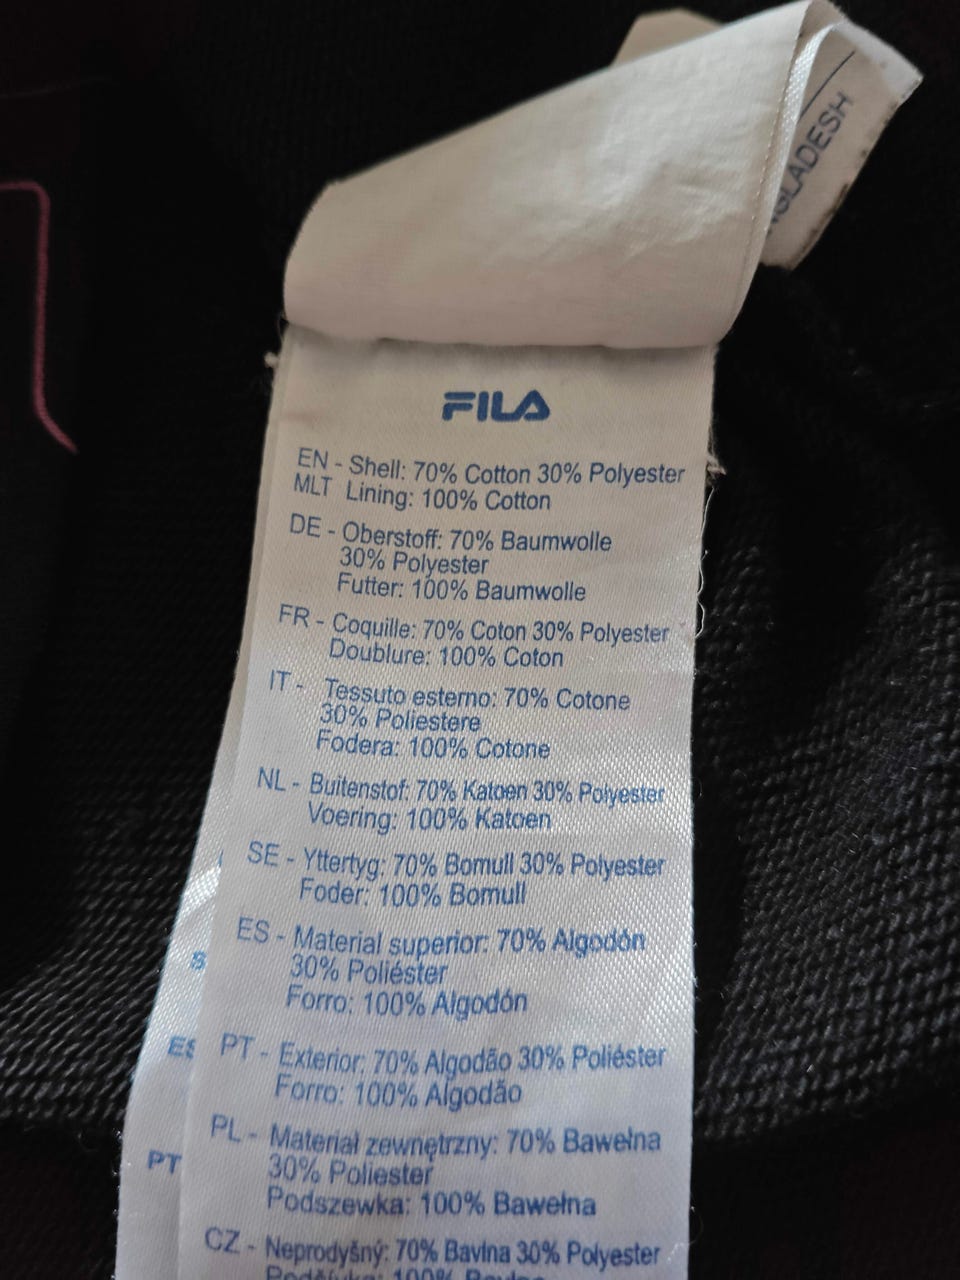 FILA
EN - Shell: 70% Cotton 30% Polyester
MLT Lining: 100% Cotton
DE - Oberstoff: 70% Baumwolle
30% Polyester
Futter: 100% Baumwolle
FR - Coquille: 70% Coton 30% Polyester
Doublure: 100% Coton
IT - Tessuto esterno: 70% Cotone
30% Poliestere
Fodera: 100% Cotone
NL - Buitenstof: 70% Katoen 30% Polyester
Voering: 100% Katoen
SE - Yttertyg: 70% Bomull 30% Polyester
Foder: 100% Bomull
ES - Material superior: 70% Algodón
30% Poliéster
Forro: 100% Algodón
PT - Exterior: 70% Algodão 30% Poliéster
Forro: 100% Algodão
PL - Materiał zewnętrzny: 70% Bawełna
30% Poliester
Podszewka: 100% Bawełna
CZ - Neprodyšný: 70% Bavlna 30% Polyester
ES
PT